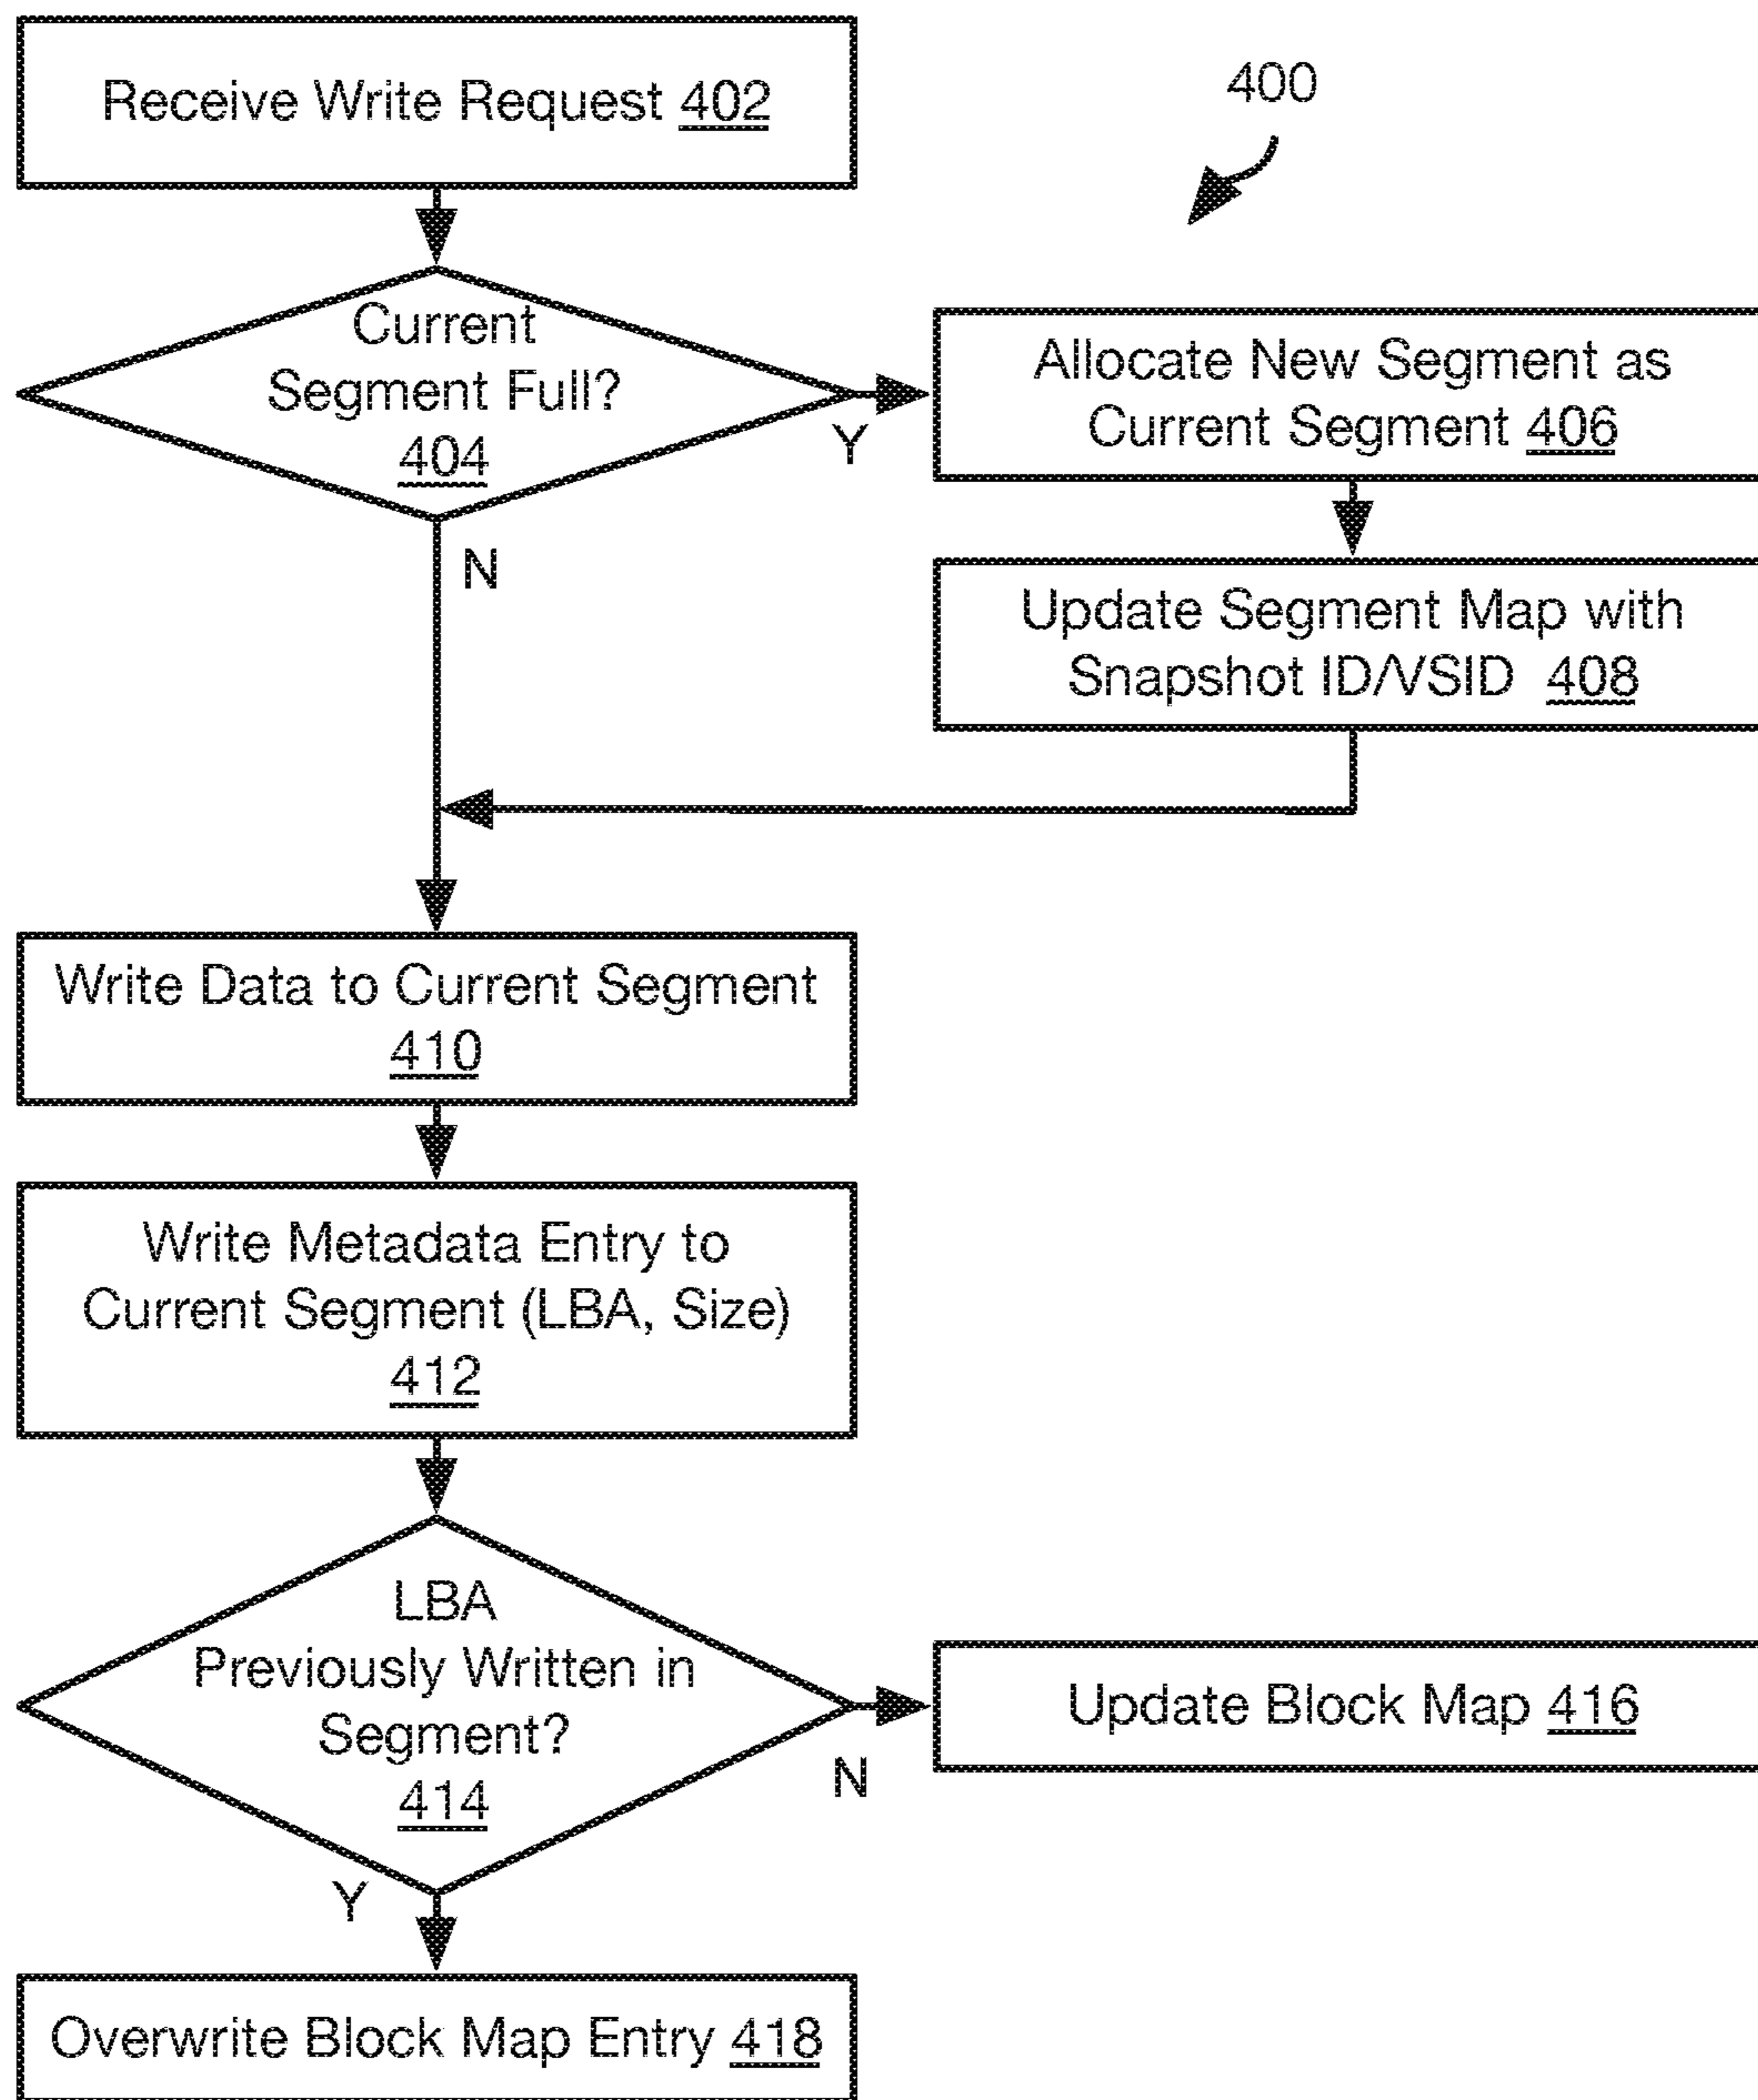 Receive Write Request 402
400
Current
Segment Full?
404
Y
N
Allocate New Segment as
Current Segment 406
Update Segment Map with
Snapshot ID/VSID 408
Write Data to Current Segment
410
Write Metadata Entry to
Current Segment (LBA, Size)
412
LBA
Previously Written in
Segment?
414
N
Y
Update Block Map 416
Overwrite Block Map Entry 418